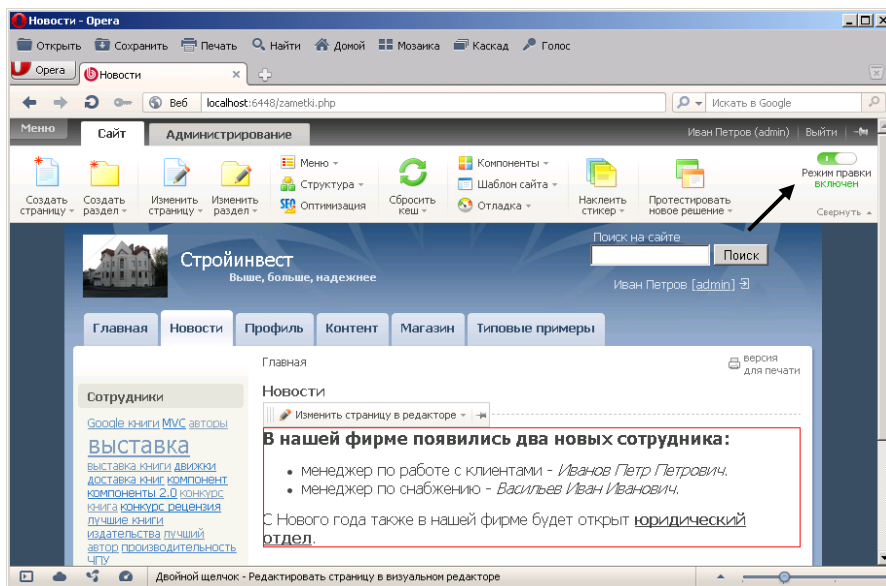 Новости - Opera
Открыть Сохранить Печать Найти Домой Мозаика Каскад Голос
Opera Новости
Веб localhost:6448/zametki.php Искать в Google
Меню Сайт Администрирование Иван Петров (admin) Выйти
Создать страницу
Создать раздел
Изменить страницу
Изменить раздел
Меню
Структура
SEO Оптимизация
Сбросить кеш
Компоненты
Шаблон сайта
Отладка
Наклеить стикер
Протестировать новое решение
Режим правки
включен
Свернуть
Стройинвест
Выше, больше, надежнее
Поиск на сайте
Поиск
Иван Петров [admin]
Главная Новости Профиль Контент Магазин Типовые примеры
Главная
версия
для печати
Сотрудники
Google книги MVC авторы
выставка
выставка книги движки
доставка книг компонент
компоненты 2.0 конкурс
книга конкурс рецензия
лучшие книги
издательства лучший
автор производительность
ЧПУ
Новости
Изменить страницу в редакторе
В нашей фирме появились два новых сотрудника:
• менеджер по работе с клиентами - Иванов Петр Петрович.
• менеджер по снабжению - Васильев Иван Иванович.
С Нового года также в нашей фирме будет открыт юридический
отдел.
Двойной щелчок - Редактировать страницу в визуальном редакторе